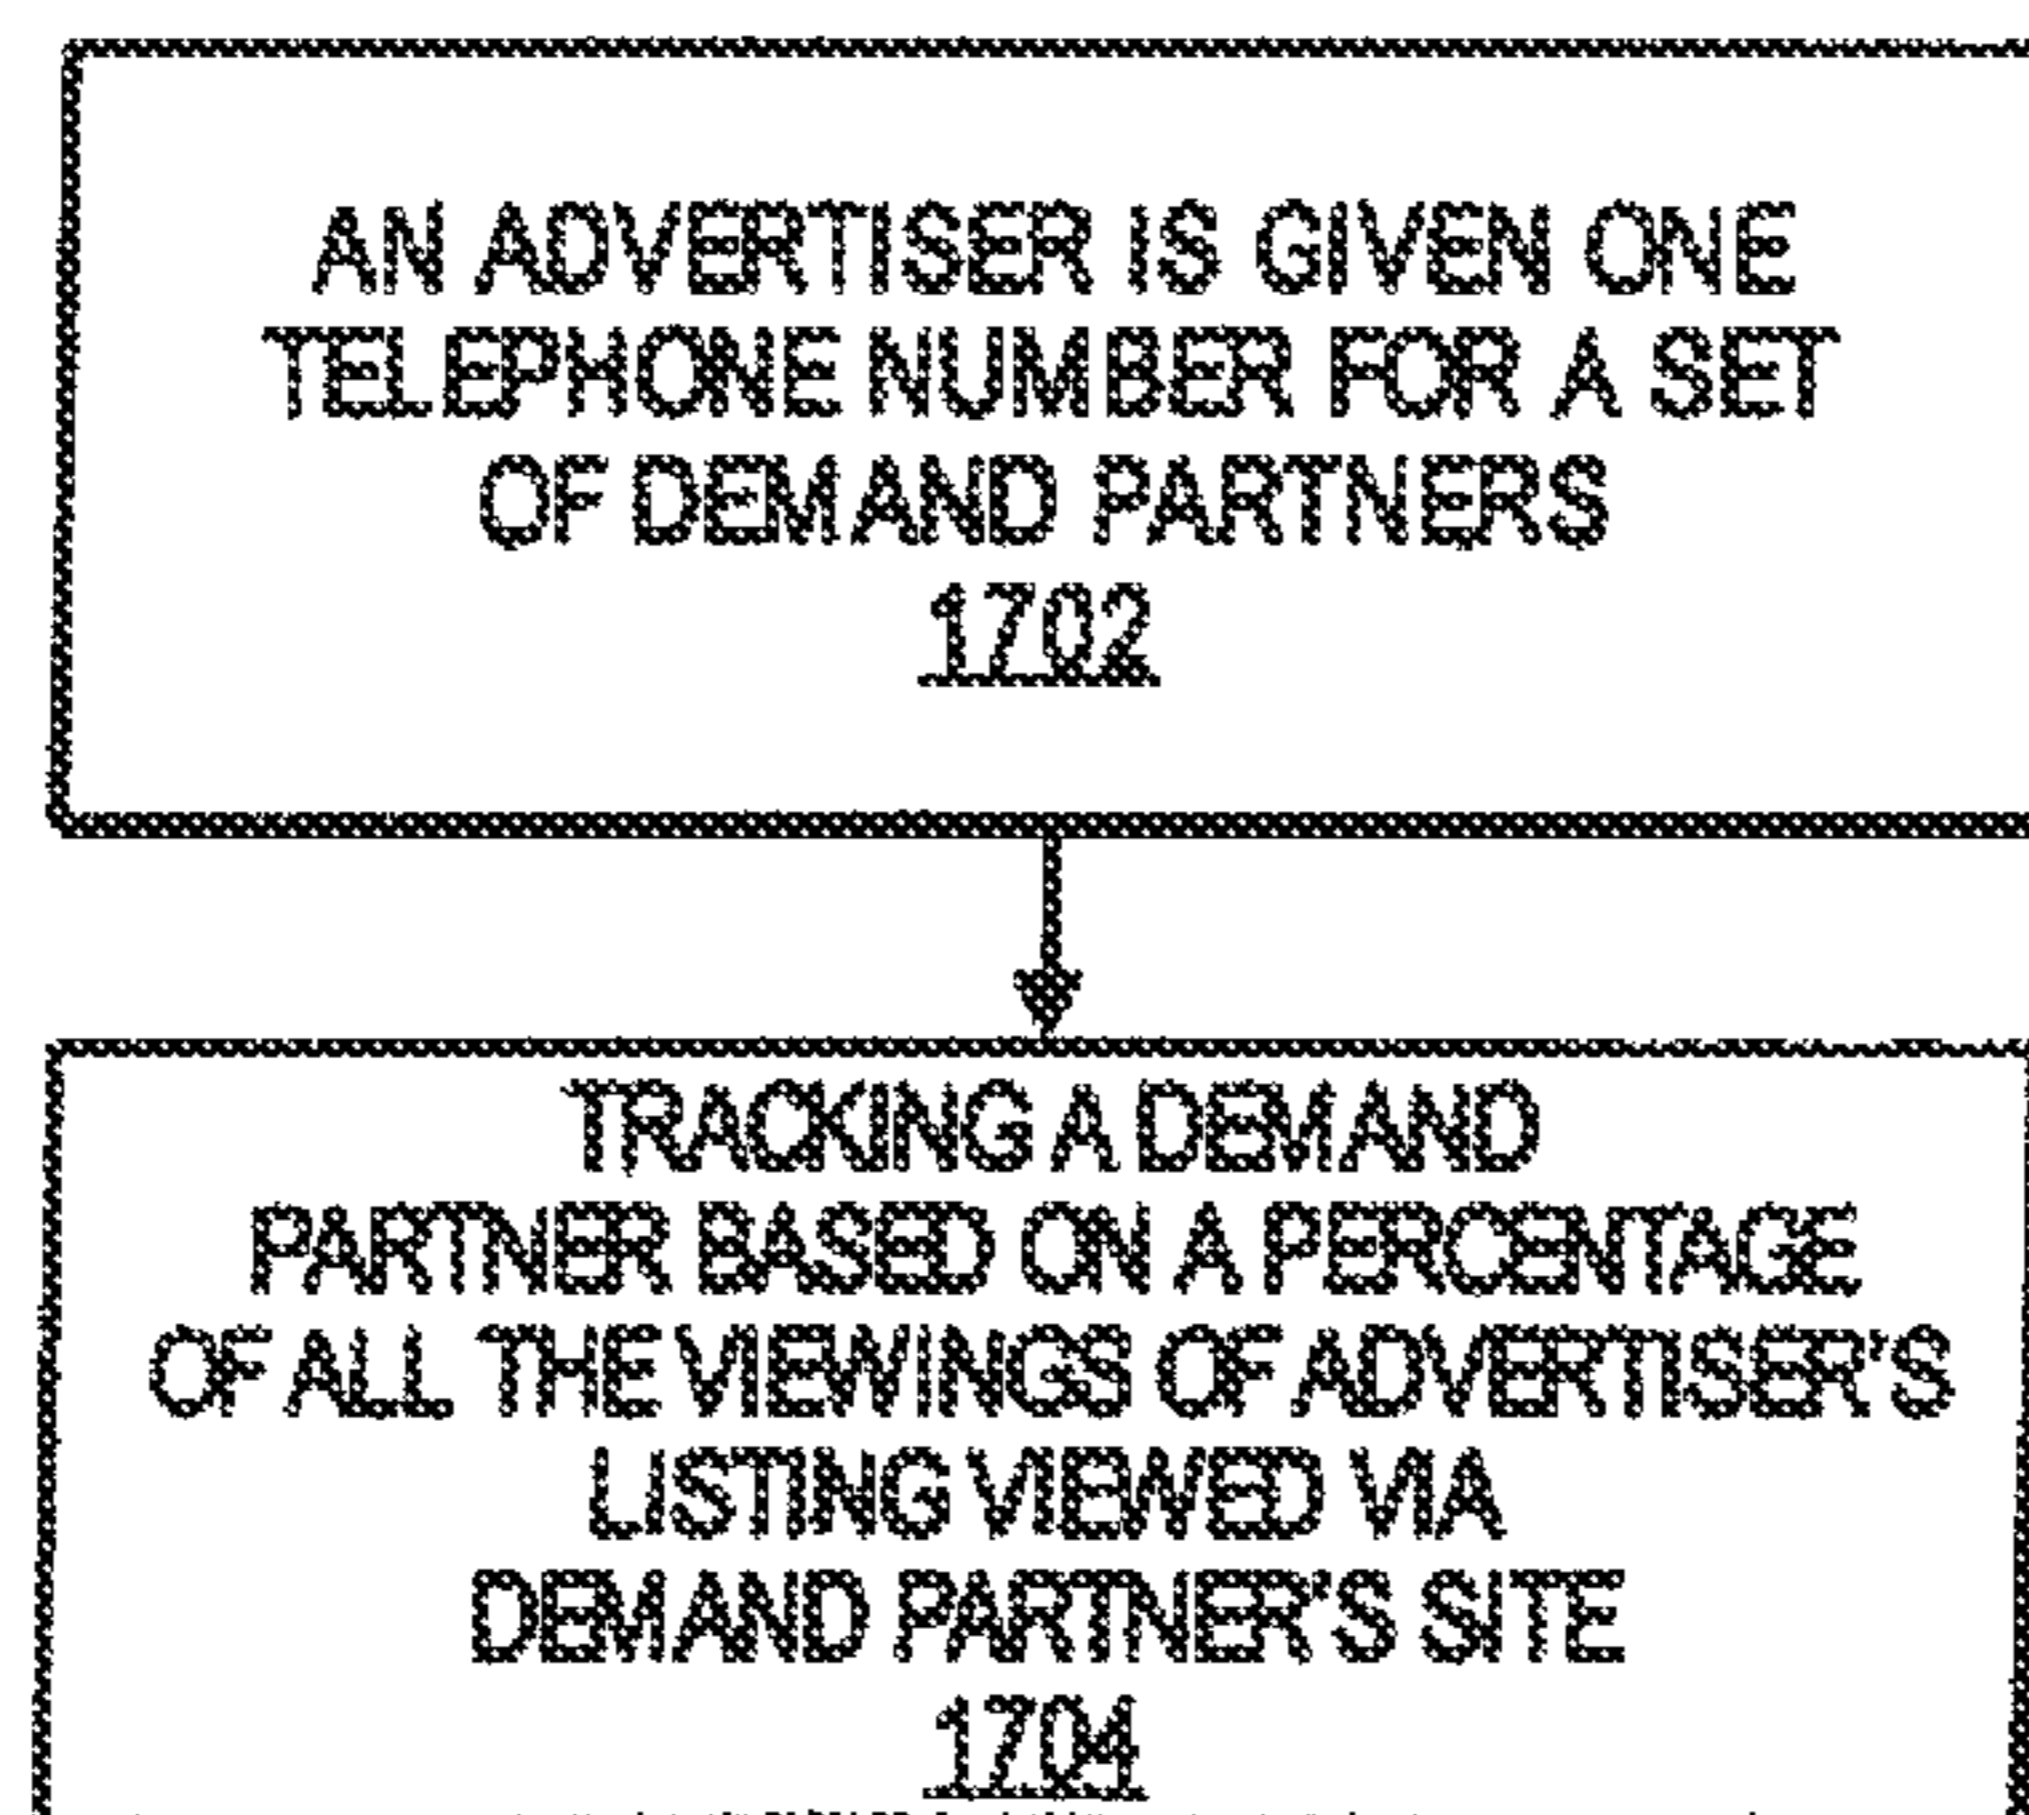 AN ADVERTISER IS GIVEN ONE
TELEPHONE NUMBER FOR A SET
OF DEMAND PARTNERS
1702
TRACKING A DEMAND
PARTNER BASED ON A PERCENTAGE
OF ALL THE VIEWINGS OF ADVERTISER'S
LISTING VIEWED VIA
DEMAND PARTNER'S SITE
1704